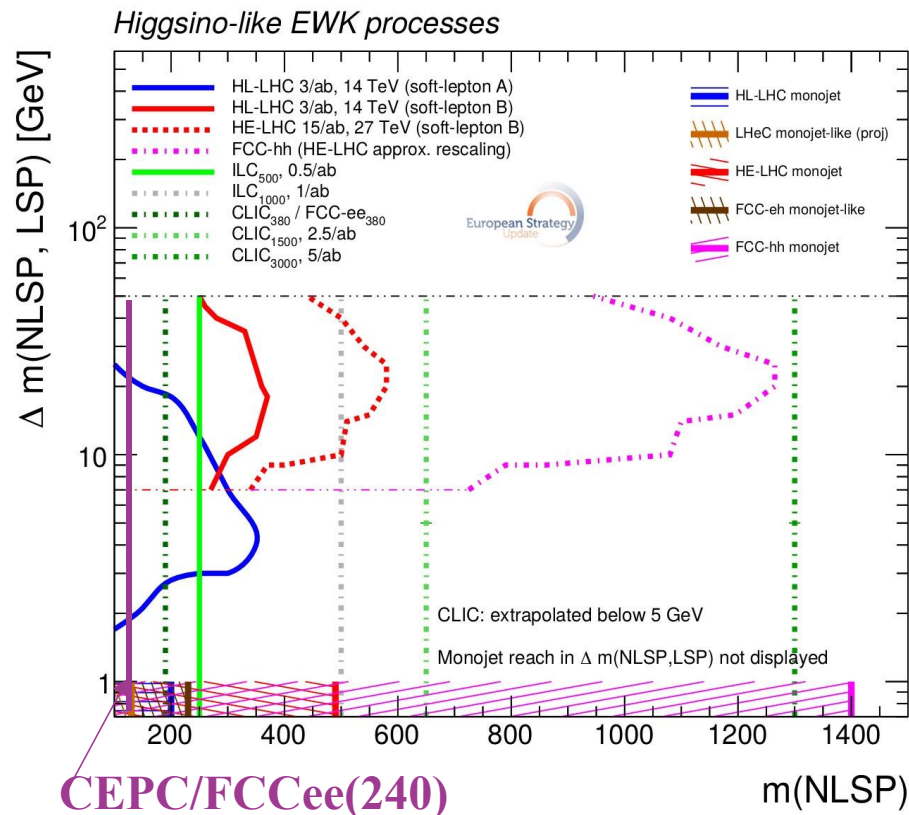 Higgsino-like EWK processes
Δ m(NLSP, LSP) [GeV]
HL-LHC 3/ab, 14 TeV (soft-lepton A)
HL-LHC 3/ab, 14 TeV (soft-lepton B)
HE-LHC 15/ab, 27 TeV (soft-lepton B)
FCC-hh (HE-LHC approx. rescaling)
ILC500, 0.5/ab
ILC1000, 1/ab
CLIC380 / FCC-ee380
CLIC1500, 2.5/ab
CLIC3000, 5/ab
HL-LHC monojet
LHeC monojet-like (proj)
HE-LHC monojet
FCC-eh monojet-like
FCC-hh monojet
European Strategy
Update
10²
10
1
CLIC: extrapolated below 5 GeV
Monojet reach in Δ m(NLSP,LSP) not displayed
200 400 600 800 1000 1200 1400
CEPC/FCCee(240)
m(NLSP)